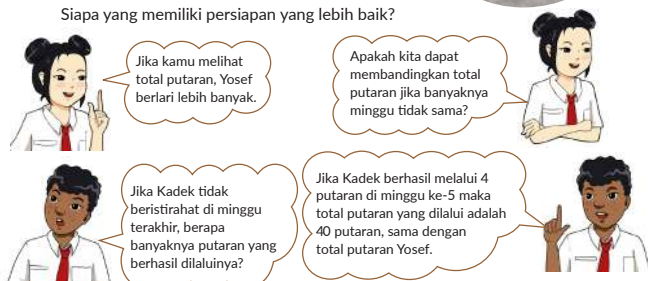 Siapa yang memiliki persiapan yang lebih baik?
Jika kamu melihat
total putaran, Yosef
berlari lebih banyak.
Apakah kita dapat
membandingkan total
putaran jika banyaknya
minggu tidak sama?
Jika Kadek tidak
beristirahat di minggu
terakhir, berapa
banyaknya putaran yang
berhasil dilaluinya?
Jika Kadek berhasil melalui 4
putaran di minggu ke-5 maka
total putaran yang dilalui adalah
40 putaran, sama dengan
total putaran Yosef.